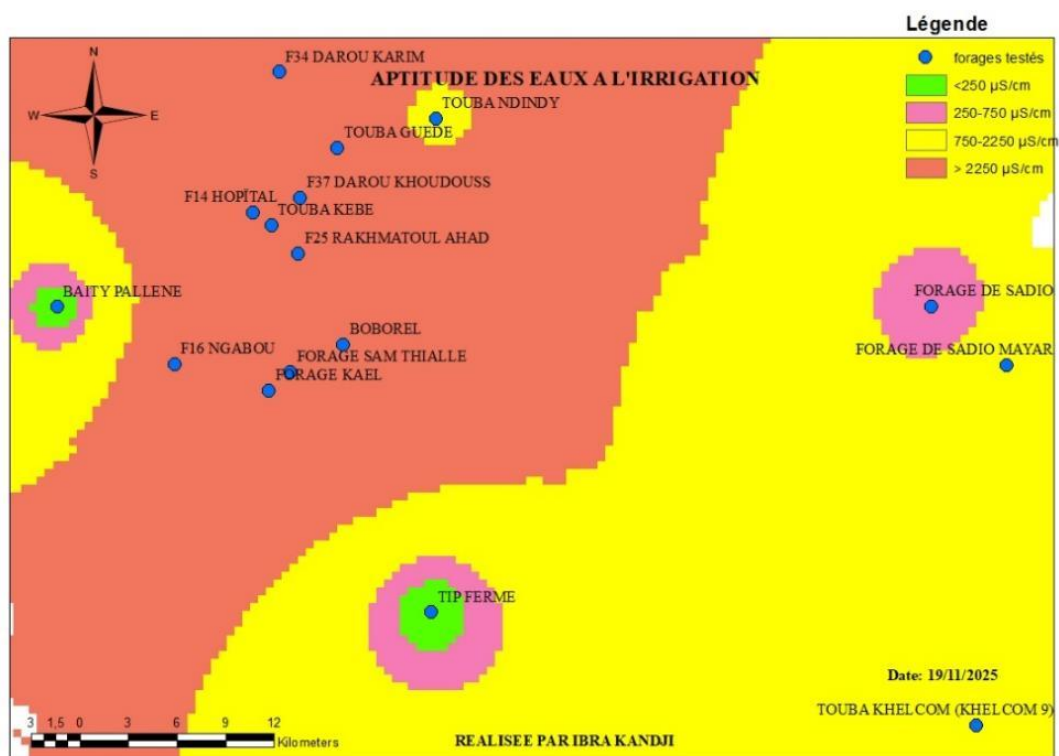 Légende
forages testés
<250 µS/cm
250-750 µS/cm
750-2250 µS/cm
> 2250 µS/cm
N
W
E
S
F34 DAROU KARIM
APTITUDE DES EAUX A L'IRRIGATION
TOUBA NDINDY
TOUBA GUEDE
F37 DAROU KHOUDOUSS
F14 HOPÏTAL
TOUBA KEBE
F25 RAKHMATOUL AHAD
BAITY PALLENE
FORAGE DE SADIO
BOBOREL
F16 NGABOU
FORAGE SAM THIALLE
FORAGE DE SADIO MAYAR
FORAGE KAEL
TIP FERME
Date: 19/11/2025
TOUBA KHELCOM (KHELCOM 9)
3 1,5 0 3 6 9 12
Kilometers
REALISEE PAR IBRA KANDJI